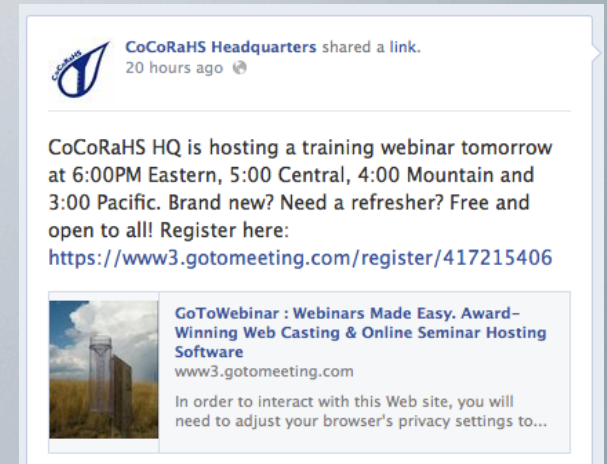 CoCoRaHS
CoCoRaHS Headquarters shared a link.
20 hours ago
CoCoRaHS HQ is hosting a training webinar tomorrow
at 6:00PM Eastern, 5:00 Central, 4:00 Mountain and
3:00 Pacific. Brand new? Need a refresher? Free and
open to all! Register here:
https://www3.gotomeeting.com/register/417215406
GoToWebinar : Webinars Made Easy. Award-
Winning Web Casting & Online Seminar Hosting
Software
www3.gotomeeting.com
In order to interact with this Web site, you will
need to adjust your browser's privacy settings to...